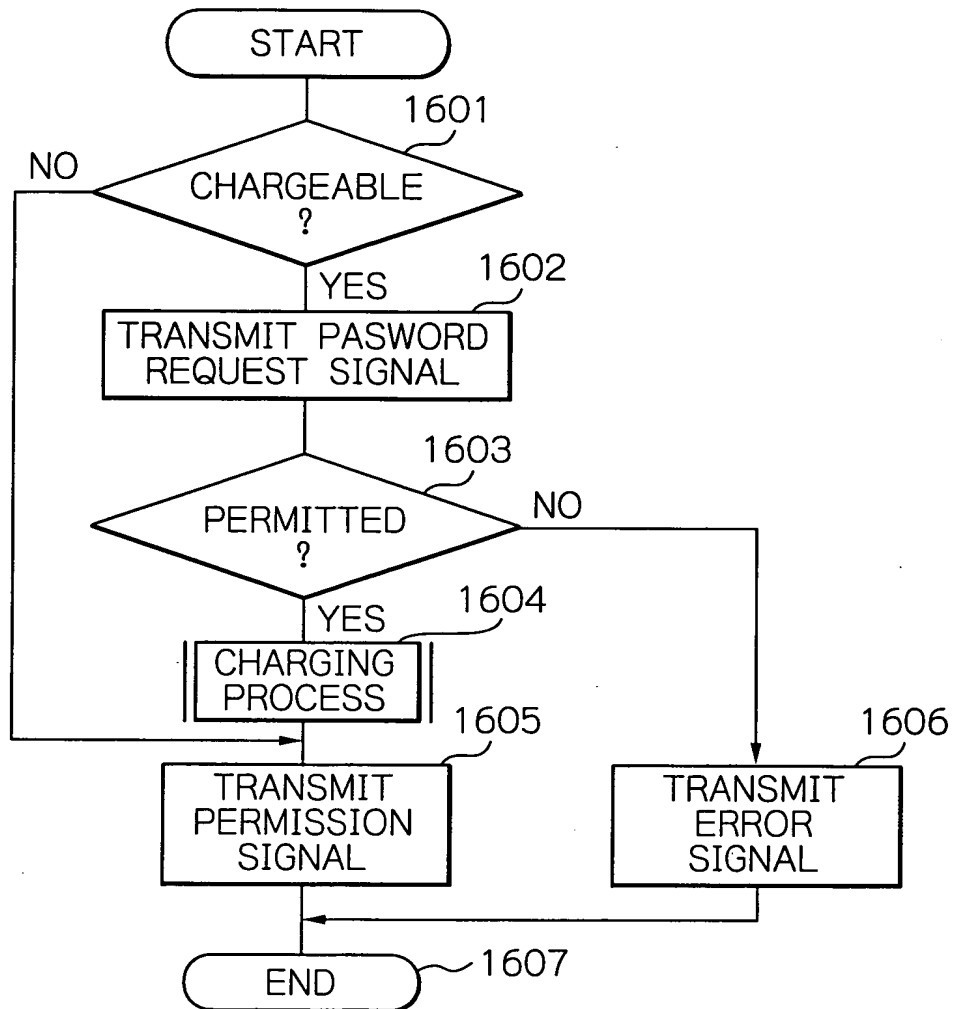 START
1601
NO
CHARGEABLE
?
YES
1602
TRANSMIT PASWORD
REQUEST SIGNAL
1603
NO
PERMITTED
?
YES
1604
CHARGING
PROCESS
1605
TRANSMIT
PERMISSION
SIGNAL
1606
TRANSMIT
ERROR
SIGNAL
END
1607